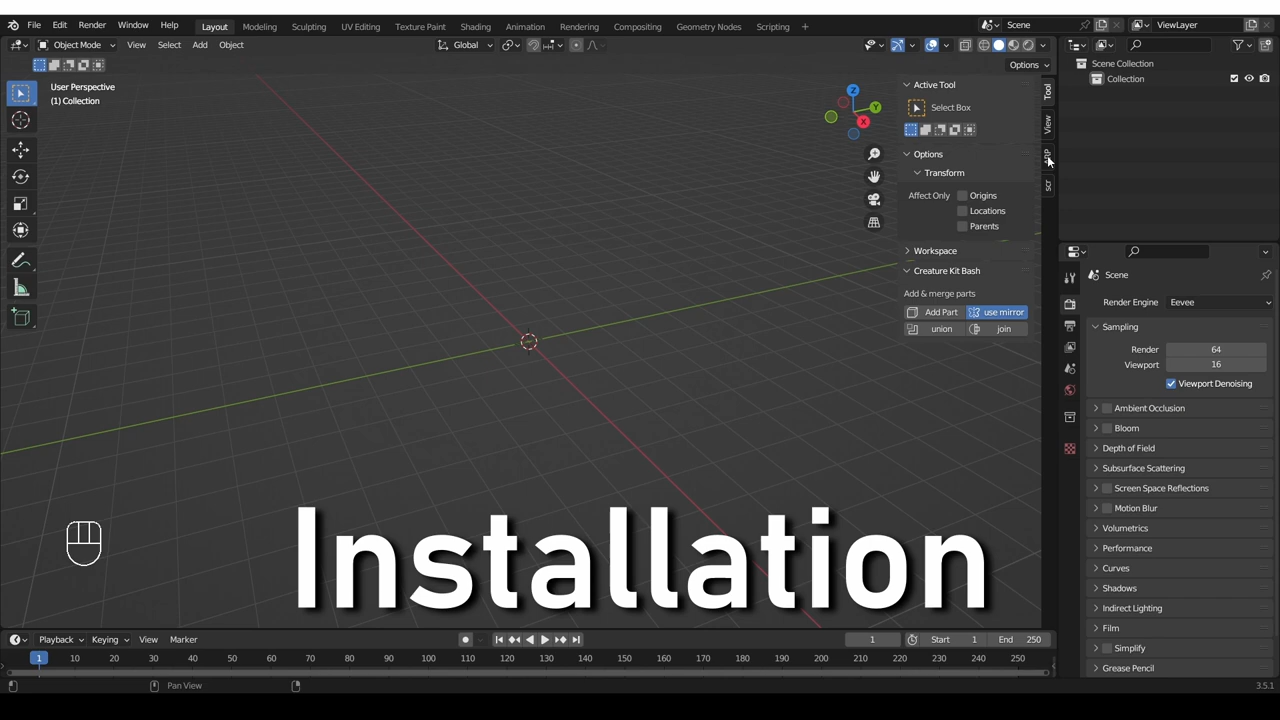 File Edit Render Window Help Layout Modeling Sculpting UV Editing Texture Paint Shading Animation Rendering Compositing Geometry Nodes Scripting + Scene ViewLayer
Object Mode View Select Add Object Global
Options
User Perspective
(1) Collection
Z
Y
X
Active Tool
Select Box
Options
Transform
Affect Only Origins
Locations
Parents
Workspace
Creature Kit Bash
Add & merge parts
Add Part use mirror
union join
Tool
View
scr
Scene Collection
Collection
Scene
Render Engine Eevee
Sampling
Render 64
Viewport 16
Viewport Denoising
Ambient Occlusion
Bloom
Depth of Field
Subsurface Scattering
Screen Space Reflections
Motion Blur
Volumetrics
Performance
Curves
Shadows
Indirect Lighting
Film
Simplify
Grease Pencil
Installation
Playback Keying View Marker 1 Start 1 End 250
1 10 20 30 40 50 60 70 80 90 100 110 120 130 140 150 160 170 180 190 200 210 220 230 240 250
Pan View 3.5.1